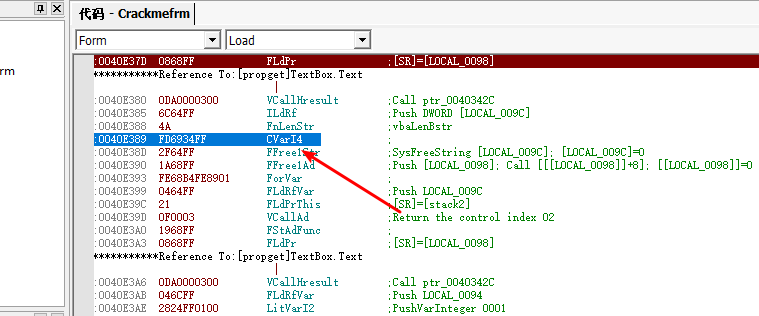 代码 - Crackmefrm
Form Load
rm
:0040E37D 0868FF FLdPr ;[SR]=[LOCAL_0098]
***********Reference To:[propget]TextBox.Text
|
:0040E380 0DA0000300 VCallHresult ;Call ptr_0040342C
:0040E385 6C64FF ILdRf ;Push DWORD [LOCAL_009C]
:0040E388 4A FnLenStr ;vbaLenBstr
:0040E389 FD6934FF CVarI4 ;
:0040E38D 2F64FF FFree1Str ;SysFreeString [LOCAL_009C]; [LOCAL_009C]=0
:0040E390 1A68FF FFree1Ad ;Push [LOCAL_0098]; Call [[[LOCAL_0098]]+8]; [[LOCAL_0098]]=0
:0040E393 FE68B4FE8901 ForVar ;
:0040E399 0464FF FLdRfVar ;Push LOCAL_009C
:0040E39C 21 FLdPrThis ;[SR]=[stack2]
:0040E39D 0F0003 VCallAd ;Return the control index 02
:0040E3A0 1968FF FStAdFunc ;
:0040E3A3 0868FF FLdPr ;[SR]=[LOCAL_0098]
***********Reference To:[propget]TextBox.Text
|
:0040E3A6 0DA0000300 VCallHresult ;Call ptr_0040342C
:0040E3AB 046CFF FLdRfVar ;Push LOCAL_0094
:0040E3AE 2824FF0100 LitVarI2 ;PushVarInteger 0001